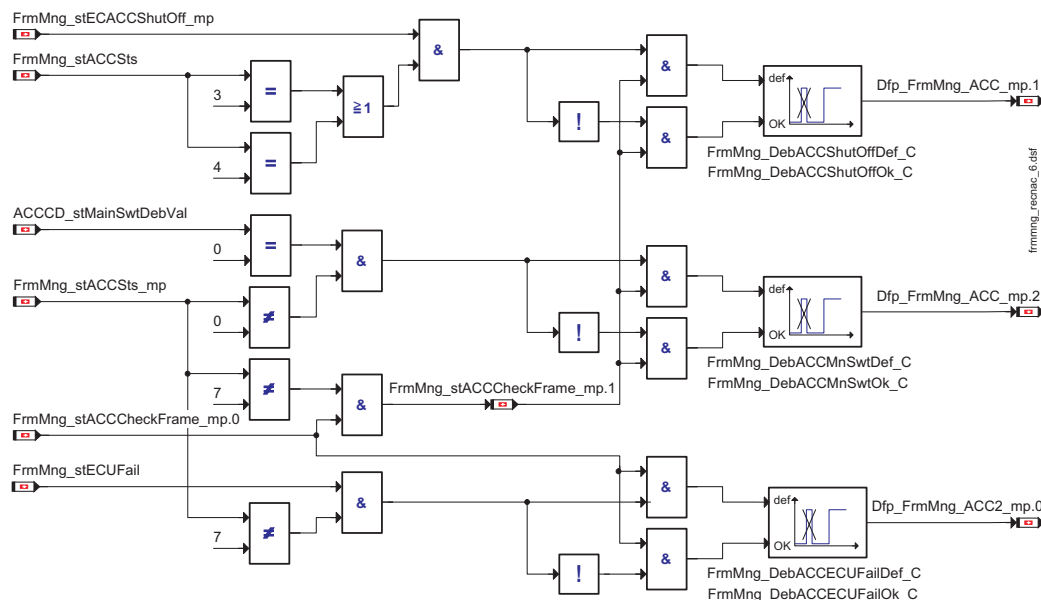 FrmMng_stECACCShutOff_mp
&
FrmMng_stACCSts
3
=
≧1
4
=
&
!
&
def
OK
Dfp_FrmMng_ACC_mp.1
FrmMng_DebACCShutOffDef_C
FrmMng_DebACCShutOffOk_C
frmmng_recnac_6.dsf
ACCCD_stMainSwtDebVal
0
=
&
FrmMng_stACCSts_mp
0
≠
&
!
&
def
OK
Dfp_FrmMng_ACC_mp.2
FrmMng_DebACCMnSwtDef_C
FrmMng_DebACCMnSwtOk_C
7
≠
&
FrmMng_stACCCheckFrame_mp.1
FrmMng_stACCCheckFrame_mp.0
FrmMng_stECUFail
&
7
≠
&
!
&
def
OK
Dfp_FrmMng_ACC2_mp.0
FrmMng_DebACCECUFailDef_C
FrmMng_DebACCECUFailOk_C